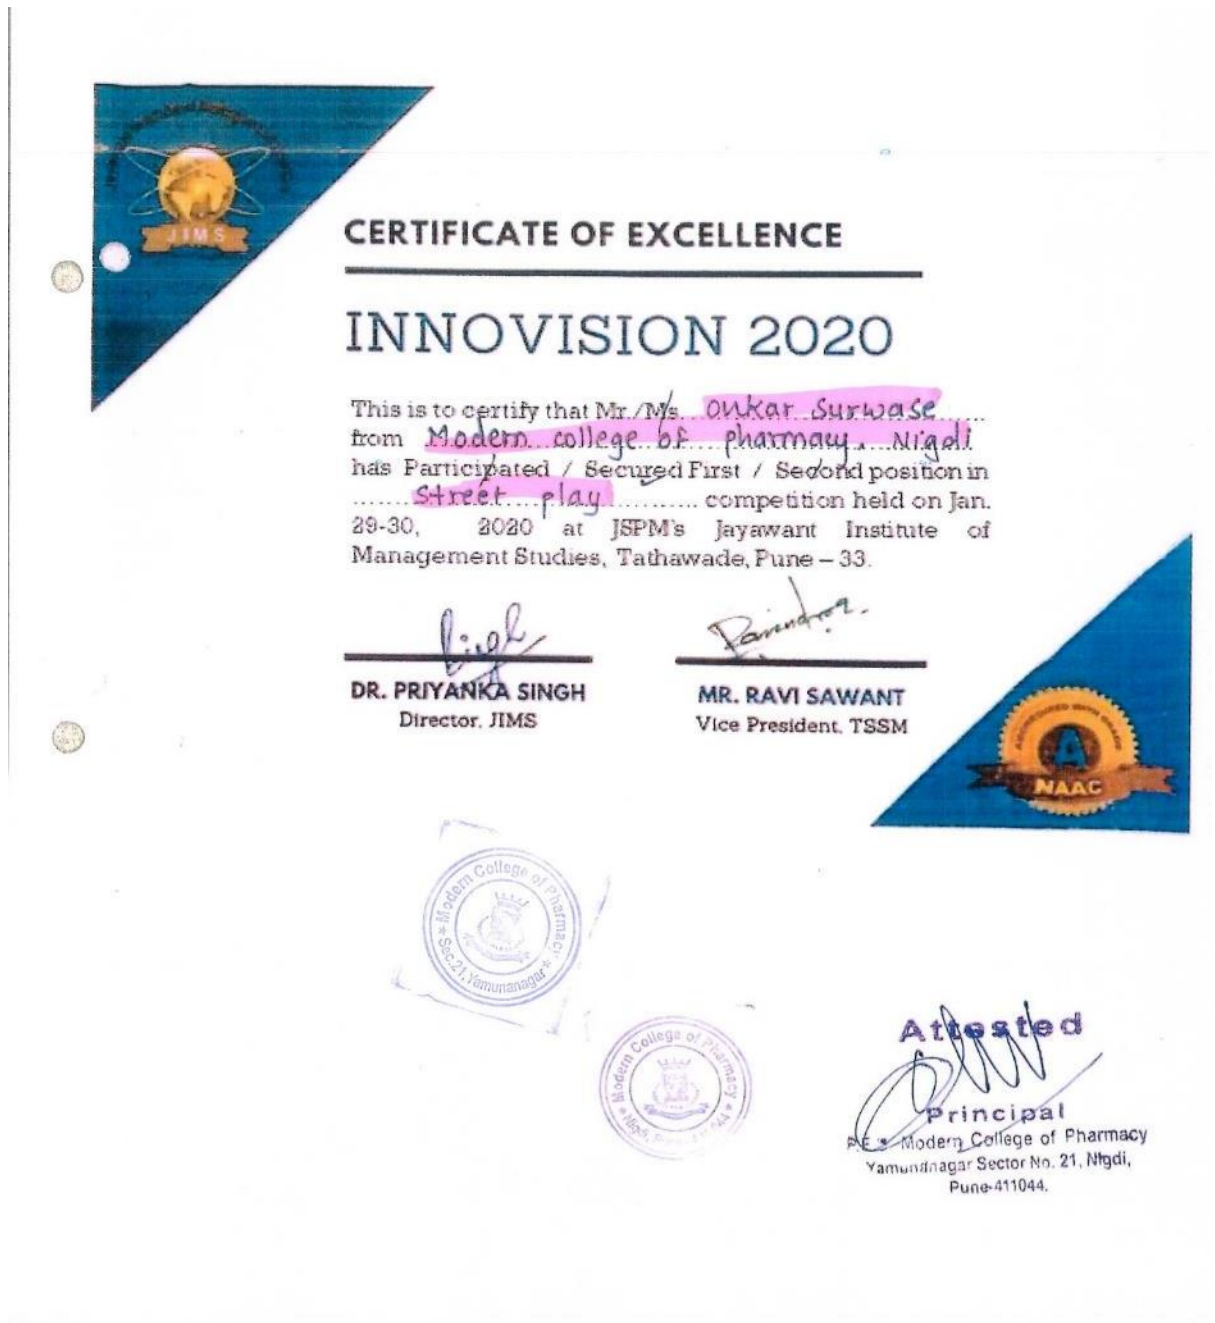 JIMS
CERTIFICATE OF EXCELLENCE
INNOVISION 2020
This is to certify that Mr./Ms. Onkar Surwase
from Modern college of pharmacy, Nigdi
has Participated / Secured First / Second position in
street play competition held on Jan.
29-30, 2020 at JSPM's Jayawant Institute of
Management Studies, Tathawade, Pune – 33.
DR. PRIYANKA SINGH
Director, JIMS
MR. RAVI SAWANT
Vice President, TSSM
ACCREDITED WITH GRADE
A
NAAC
Modern College of Pharmacy
Sec.21, Yamunanagar
Modern College of Pharmacy
Nigdi,
Attested
Principal
Modern College of Pharmacy
Yamunanagar Sector No. 21, Nigdi,
Pune-411044.